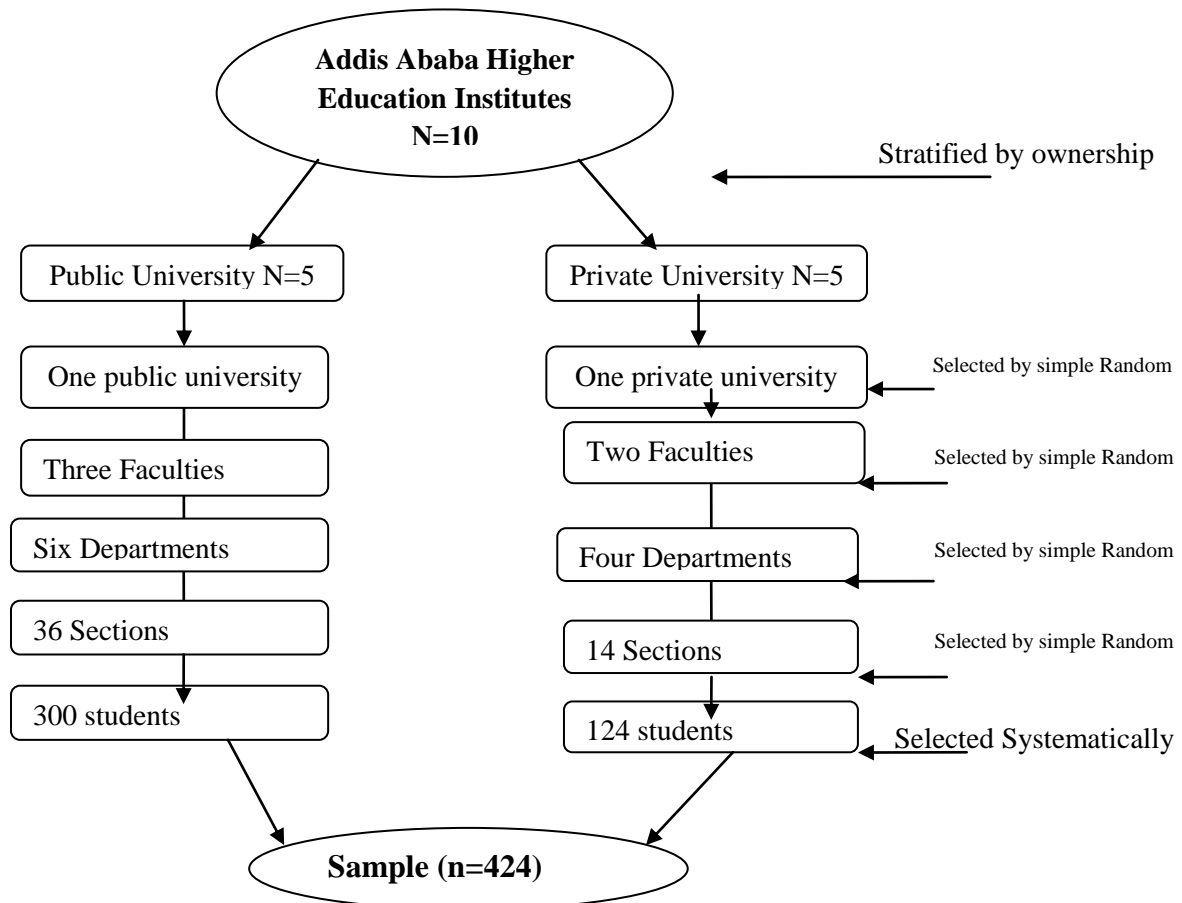 Addis Ababa Higher
Education Institutes
N=10
Stratified by ownership
Public University N=5
Private University N=5
One public university
One private university
Selected by simple Random
Three Faculties
Two Faculties
Selected by simple Random
Six Departments
Four Departments
Selected by simple Random
36 Sections
14 Sections
Selected by simple Random
300 students
124 students
Selected Systematically
Sample (n=424)